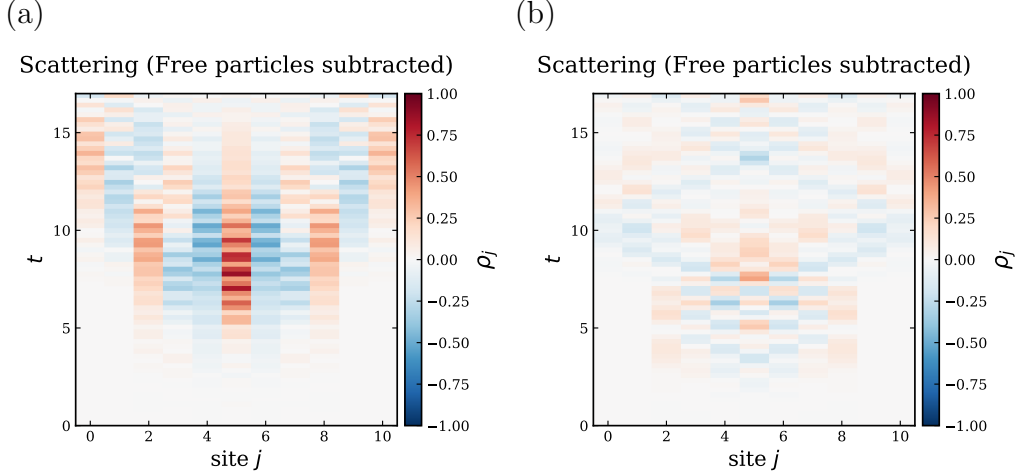 (a)
Scattering (Free particles subtracted)
15
10
5
0
t
0 2 4 6 8 10
site j
1.00
0.75
0.50
0.25
0.00
−0.25
−0.50
−0.75
−1.00
ρj
(b)
Scattering (Free particles subtracted)
15
10
5
0
t
0 2 4 6 8 10
site j
1.00
0.75
0.50
0.25
0.00
−0.25
−0.50
−0.75
−1.00
ρj